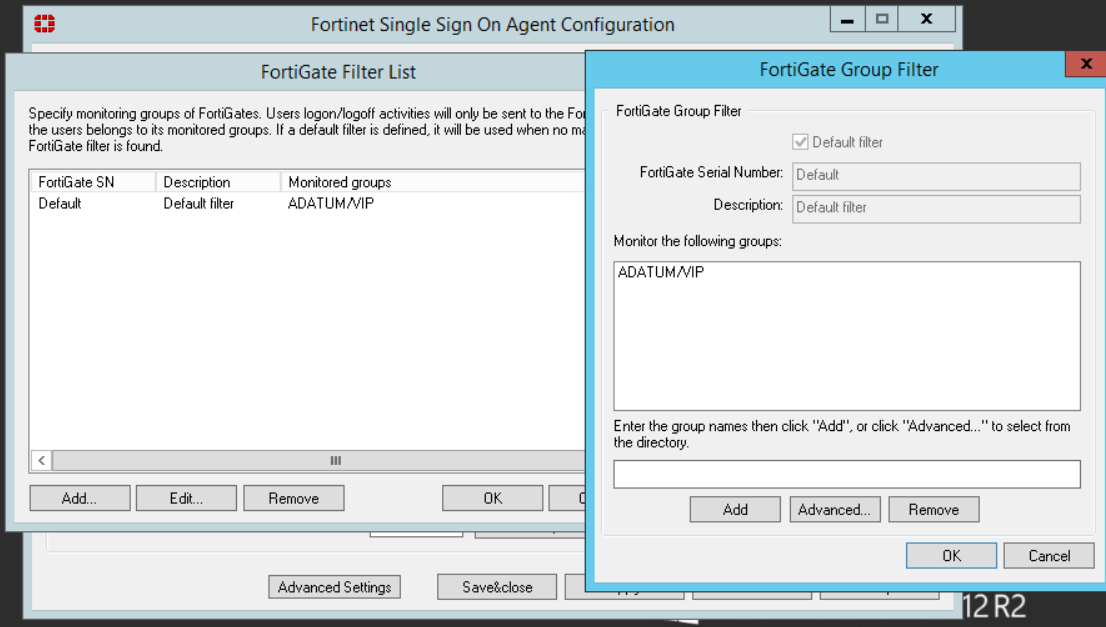 Fortinet Single Sign On Agent Configuration
FortiGate Filter List
Specify monitoring groups of FortiGates. Users logon/logoff activities will only be sent to the
the users belongs to its monitored groups. If a default filter is defined, it will be used when no
FortiGate filter is found.
FortiGate SN Description Monitored groups
Default Default filter ADATUM/VIP
Add... Edit... Remove OK
Advanced Settings Save&close
FortiGate Group Filter
FortiGate Group Filter
Default filter
FortiGate Serial Number: Default
Description: Default filter
Monitor the following groups:
ADATUM/VIP
Enter the group names then click "Add", or click "Advanced..." to select from
the directory.
Add Advanced... Remove
OK Cancel
12 R2